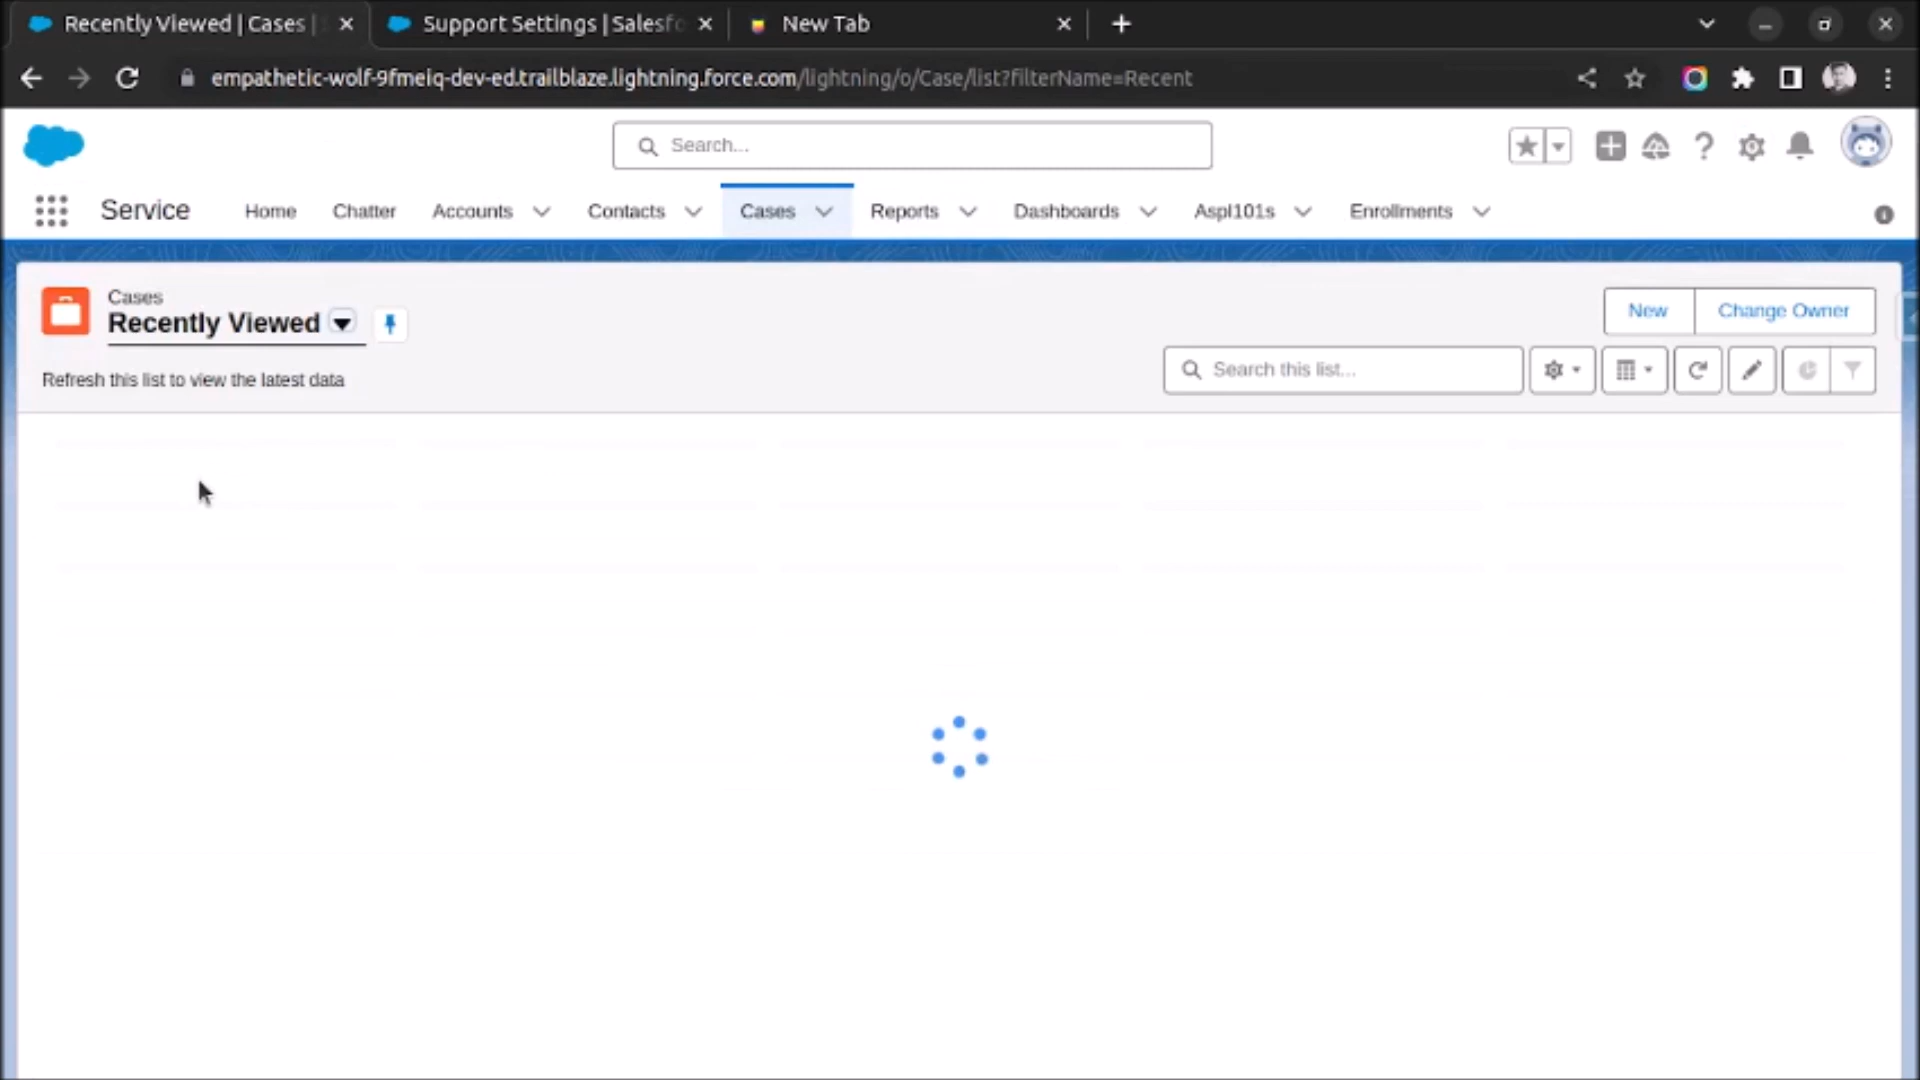 Recently Viewed | Cases |
Support Settings | Salesfo
New Tab
empathetic-wolf-9fmeiq-dev-ed.trailblaze.lightning.force.com/lightning/o/Case/list?filterName=Recent
Search...
Service
Home
Chatter
Accounts
Contacts
Cases
Reports
Dashboards
Aspl101s
Enrollments
Cases
Recently Viewed
New
Change Owner
Refresh this list to view the latest data
Search this list...